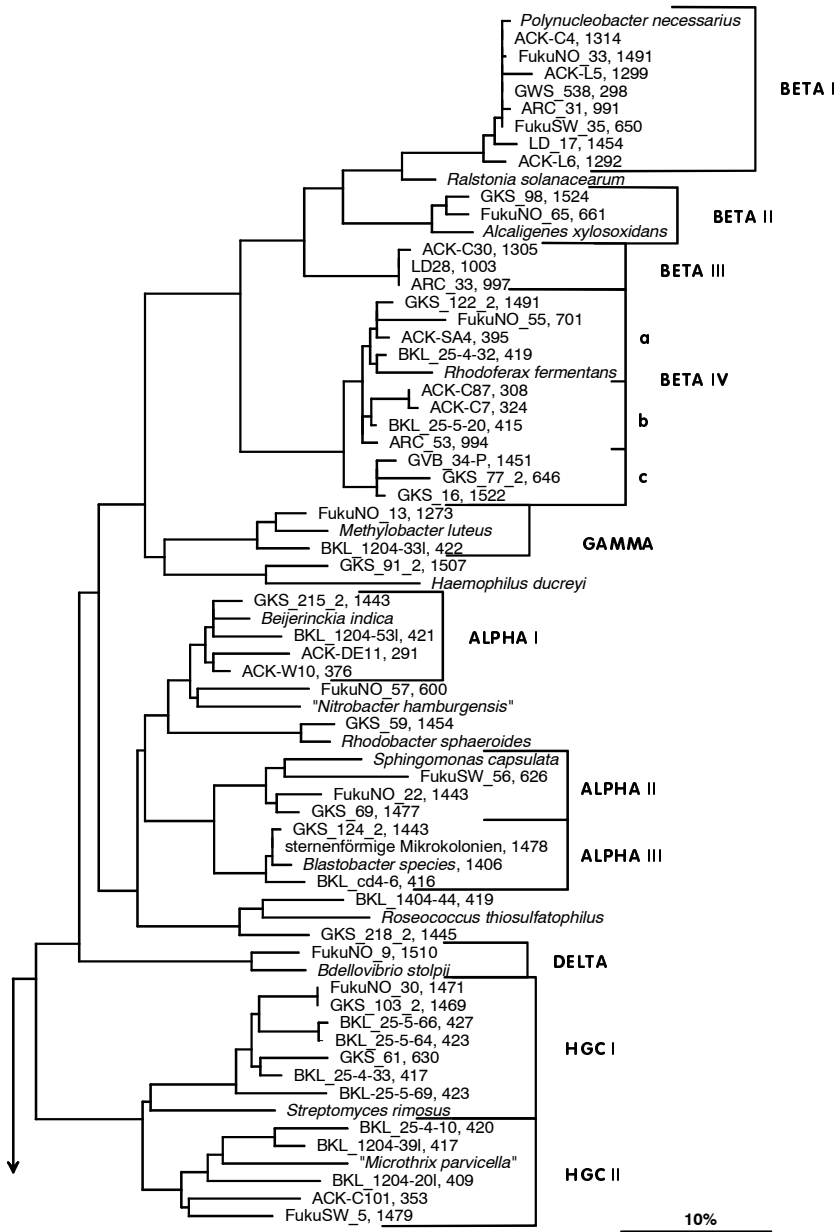 Polynucleobacter necessarius
ACK-C4, 1314
FukuNO_33, 1491
ACK-L5, 1299
GWS_538, 298
ARC_31, 991
FukuSW_35, 650
LD_17, 1454
ACK-L6, 1292
BETA I
Ralstonia solanacearum
GKS_98, 1524
FukuNO_65, 661
Alcaligenes xylosoxidans
BETA II
ACK-C30, 1305
LD28, 1003
ARC_33, 997
BETA III
GKS_122_2, 1491
FukuNO_55, 701
ACK-SA4, 395
BKL_25-4-32, 419
Rhodoferax fermentans
a
BETA IV
ACK-C87, 308
ACK-C7, 324
BKL_25-5-20, 415
ARC_53, 994
b
GVB_34-P, 1451
GKS_77_2, 646
GKS_16, 1522
c
FukuNO_13, 1273
Methylobacter luteus
BKL_1204-33I, 422
GAMMA
GKS_91_2, 1507
Haemophilus ducreyi
GKS_215_2, 1443
Beijerinckia indica
BKL_1204-53I, 421
ACK-DE11, 291
ACK-W10, 376
ALPHA I
FukuNO_57, 600
"Nitrobacter hamburgensis"
GKS_59, 1454
Rhodobacter sphaeroides
Sphingomonas capsulata
FukuSW_56, 626
FukuNO_22, 1443
GKS_69, 1477
ALPHA II
GKS_124_2, 1443
sternenförmige Mikrokolonien, 1478
Blastobacter species, 1406
BKL_cd4-6, 416
ALPHA III
BKL_1404-44, 419
Roseococcus thiosulfatophilus
GKS_218_2, 1445
FukuNO_9, 1510
Bdellovibrio stolpii
DELTA
FukuNO_30, 1471
GKS_103_2, 1469
BKL_25-5-66, 427
BKL_25-5-64, 423
GKS_61, 630
BKL_25-4-33, 417
BKL-25-5-69, 423
Streptomyces rimosus
HGC I
BKL_25-4-10, 420
BKL_1204-39I, 417
"Microthrix parvicella"
BKL_1204-20I, 409
ACK-C101, 353
FukuSW_5, 1479
HGC II
10%